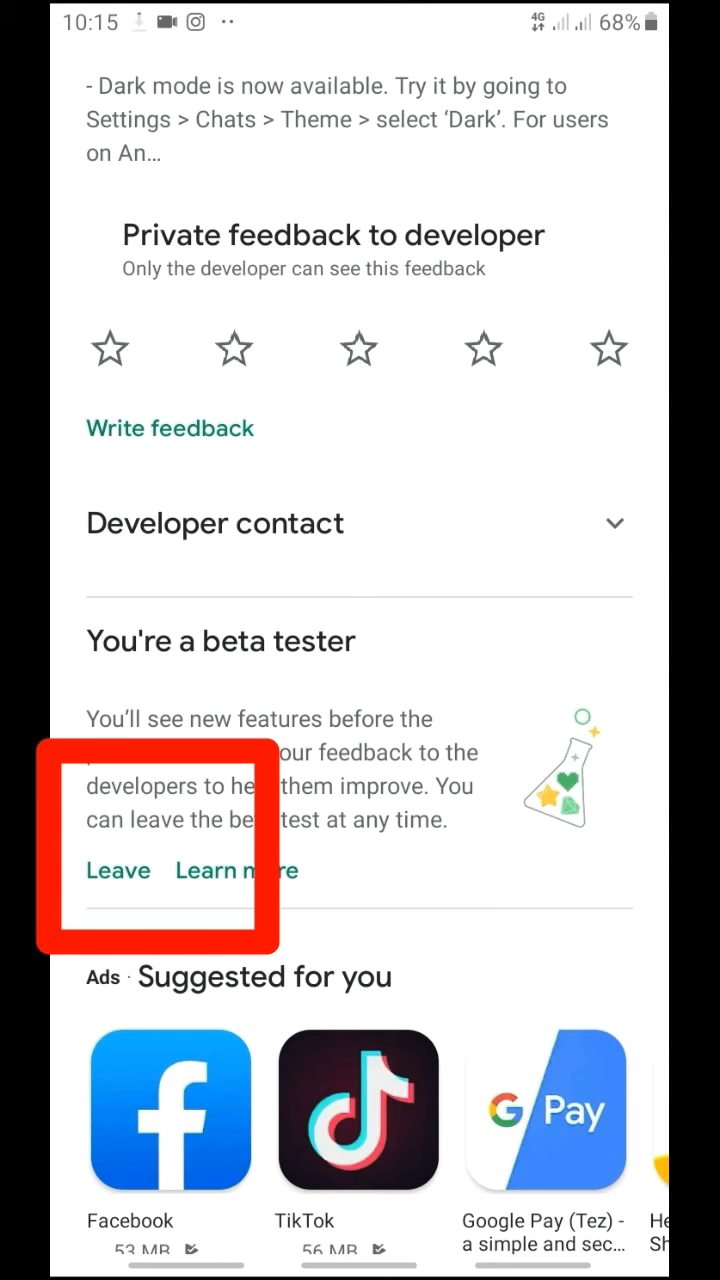 10:15 4G 68%
- Dark mode is now available. Try it by going to
Settings > Chats > Theme > select ‘Dark’. For users
on An...
Private feedback to developer
Only the developer can see this feedback
Write feedback
Developer contact
You're a beta tester
You’ll see new features before the
our feedback to the
developers to he them improve. You
can leave the be test at any time.
Leave Learn more
Ads · Suggested for you
f
G Pay
Facebook TikTok Google Pay (Tez) - He
a simple and sec... Sh
53 MB 56 MB